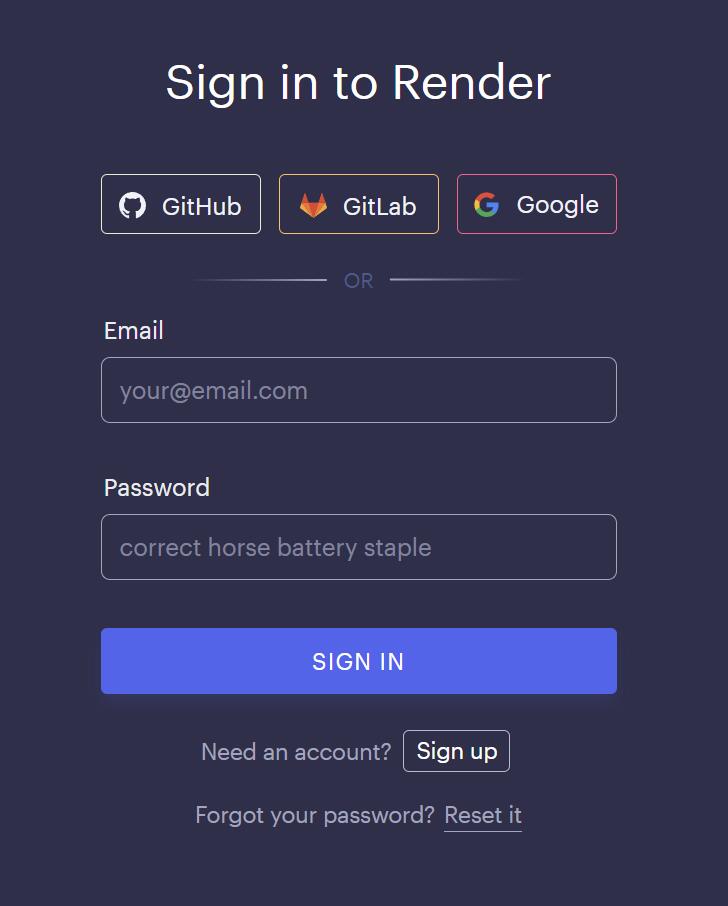 Sign in to Render
GitHub GitLab Google
OR
Email
your@email.com
Password
correct horse battery staple
SIGN IN
Need an account? Sign up
Forgot your password? Reset it